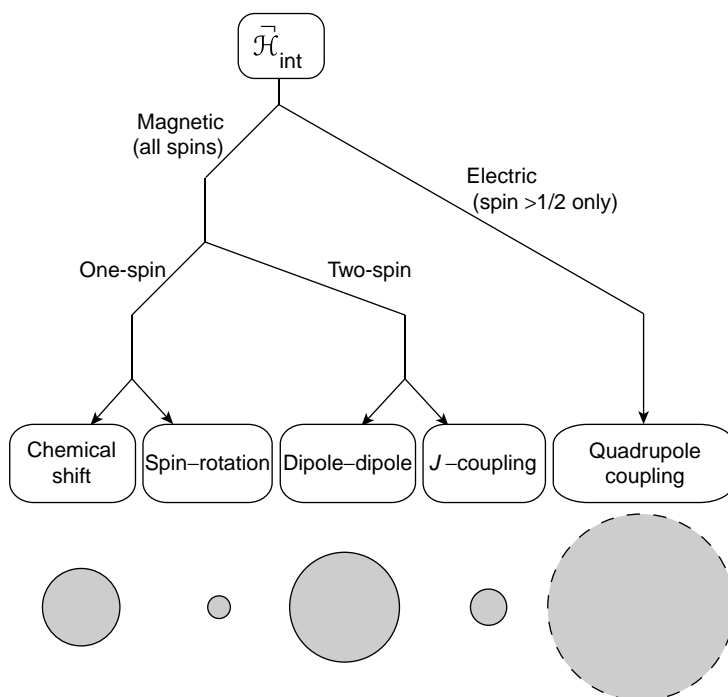 ℋ̄int
Magnetic
(all spins)
Electric
(spin >1/2 only)
One-spin
Two-spin
Chemical
shift
Spin–rotation
Dipole–dipole
J–coupling
Quadrupole
coupling